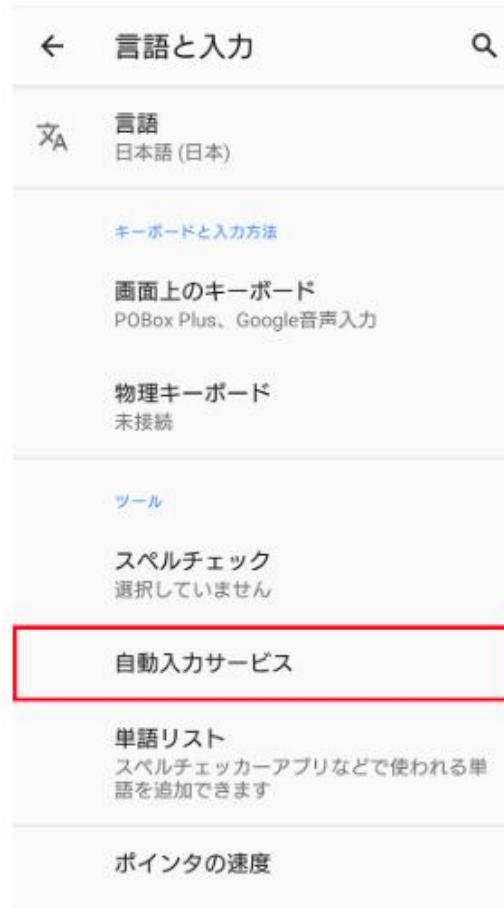 言語と入力
言語
日本語 (日本)
キーボードと入力方法
画面上のキーボード
POBox Plus、Google音声入力
物理キーボード
未接続
ツール
スペルチェック
選択していません
自動入力サービス
単語リスト
スペルチェッカーアプリなどで使われる単
語を追加できます
ポインタの速度